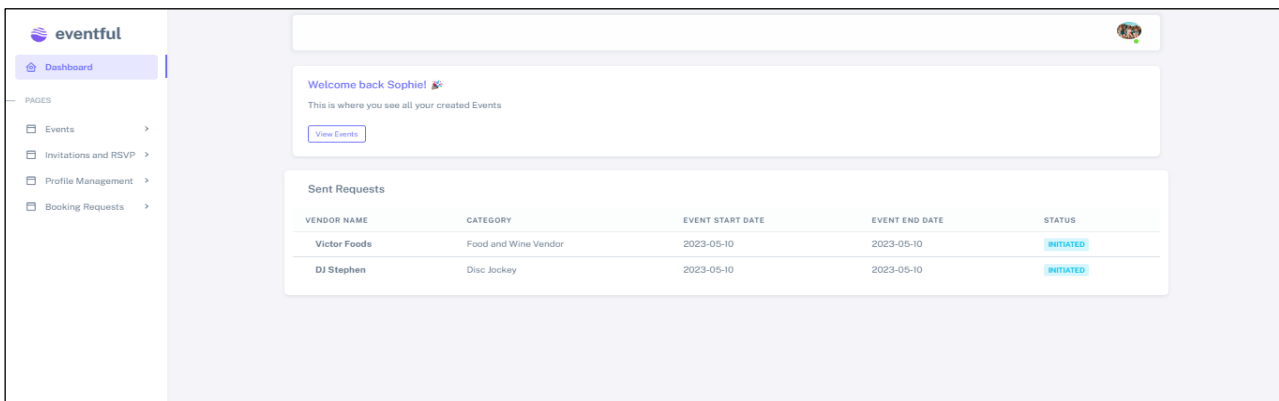 eventful
Dashboard
PAGES
Events
Invitations and RSVP
Profile Management
Booking Requests
Welcome back Sophie! 🎉
This is where you see all your created Events
View Events
Sent Requests
VENDOR NAME CATEGORY EVENT START DATE EVENT END DATE STATUS
Victor Foods Food and Wine Vendor 2023-05-10 2023-05-10 INITIATED
DJ Stephen Disc Jockey 2023-05-10 2023-05-10 INITIATED